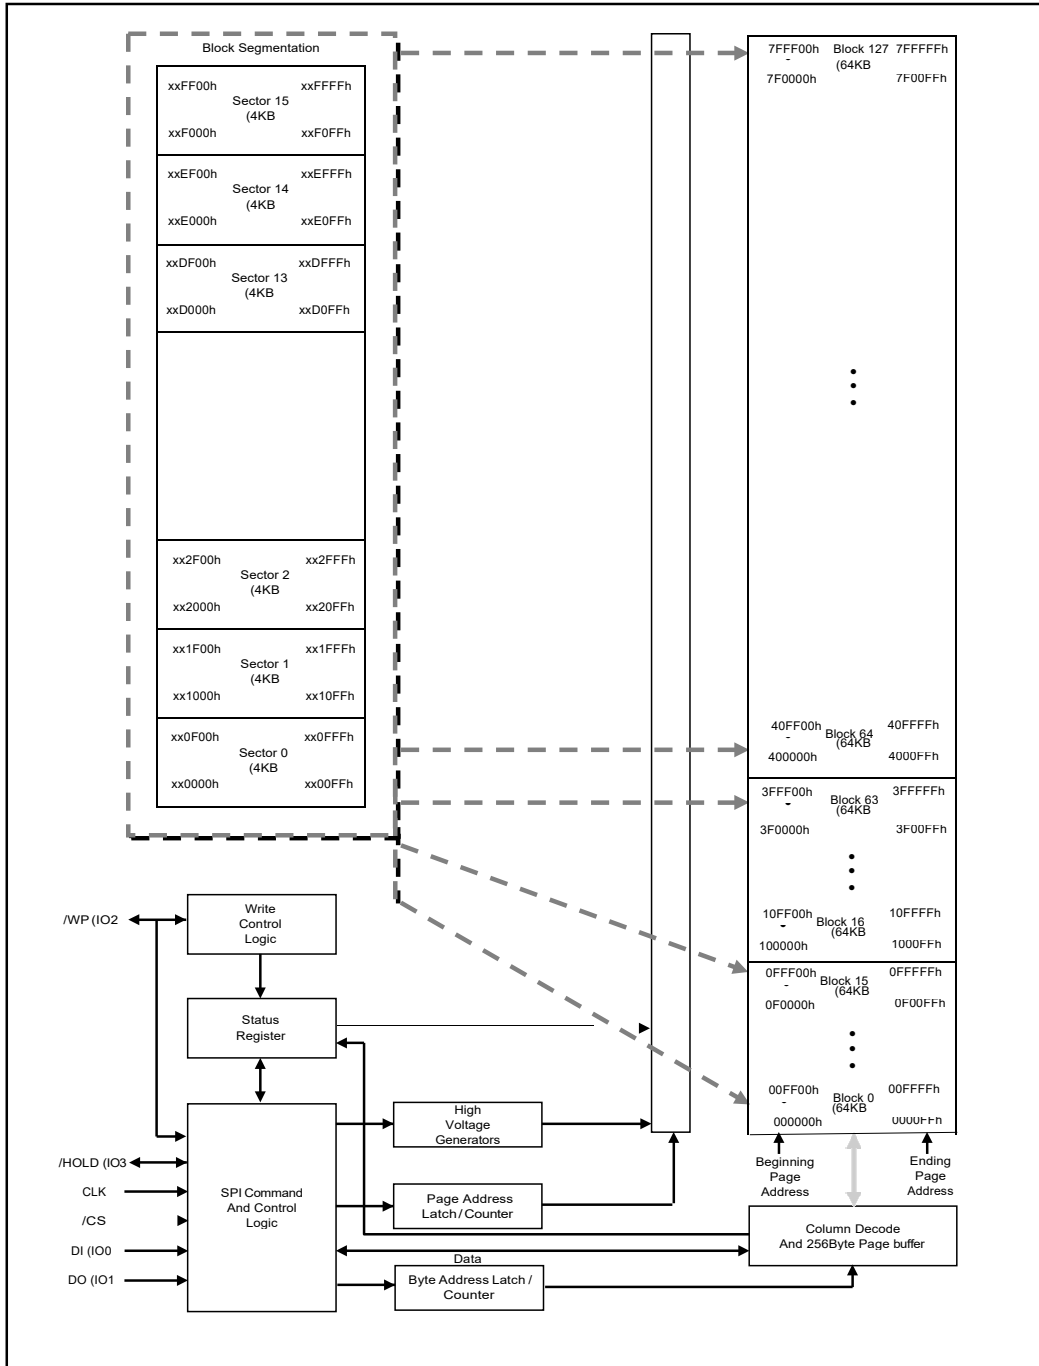 Block Segmentation
xxFF00h xxFFFFh
Sector 15
(4KB
xxF000h xxF0FFh
xxEF00h xxEFFFh
Sector 14
(4KB
xxE000h xxE0FFh
xxDF00h xxDFFFh
Sector 13
(4KB
xxD000h xxD0FFh
xx2F00h xx2FFFh
Sector 2
(4KB
xx2000h xx20FFh
xx1F00h xx1FFFh
Sector 1
(4KB
xx1000h xx10FFh
xx0F00h xx0FFFh
Sector 0
(4KB
xx0000h xx00FFh
7FFF00h Block 127 7FFFFFh
- (64KB
7F0000h 7F00FFh
40FF00h Block 64 40FFFFh
- (64KB
400000h 4000FFh
3FFF00h Block 63 3FFFFFh
- (64KB
3F0000h 3F00FFh
10FF00h Block 16 10FFFFh
- (64KB
100000h 1000FFh
0FFF00h Block 15 0FFFFFh
- (64KB
0F0000h 0F00FFh
00FF00h Block 0 00FFFFh
- (64KB
000000h 0000FFh
Beginning
Page
Address
Ending
Page
Address
/WP (IO2
Write
Control
Logic
Status
Register
/HOLD (IO3
CLK
/CS
DI (IO0
DO (IO1
SPI Command
And Control
Logic
High
Voltage
Generators
Page Address
Latch / Counter
Data
Byte Address Latch /
Counter
Column Decode
And 256Byte Page buffer